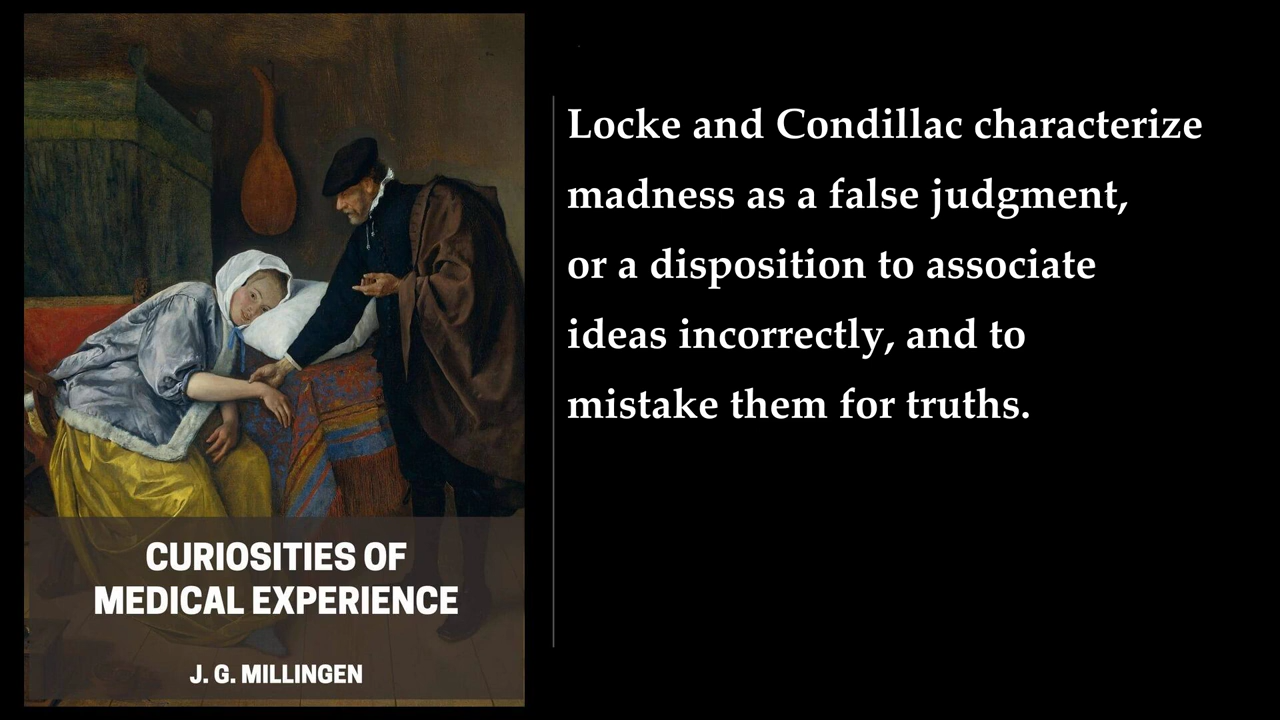 Locke and Condillac characterize
madness as a false judgment,
or a disposition to associate
ideas incorrectly, and to
mistake them for truths.
CURIOSITIES OF
MEDICAL EXPERIENCE
J. G. MILLINGEN